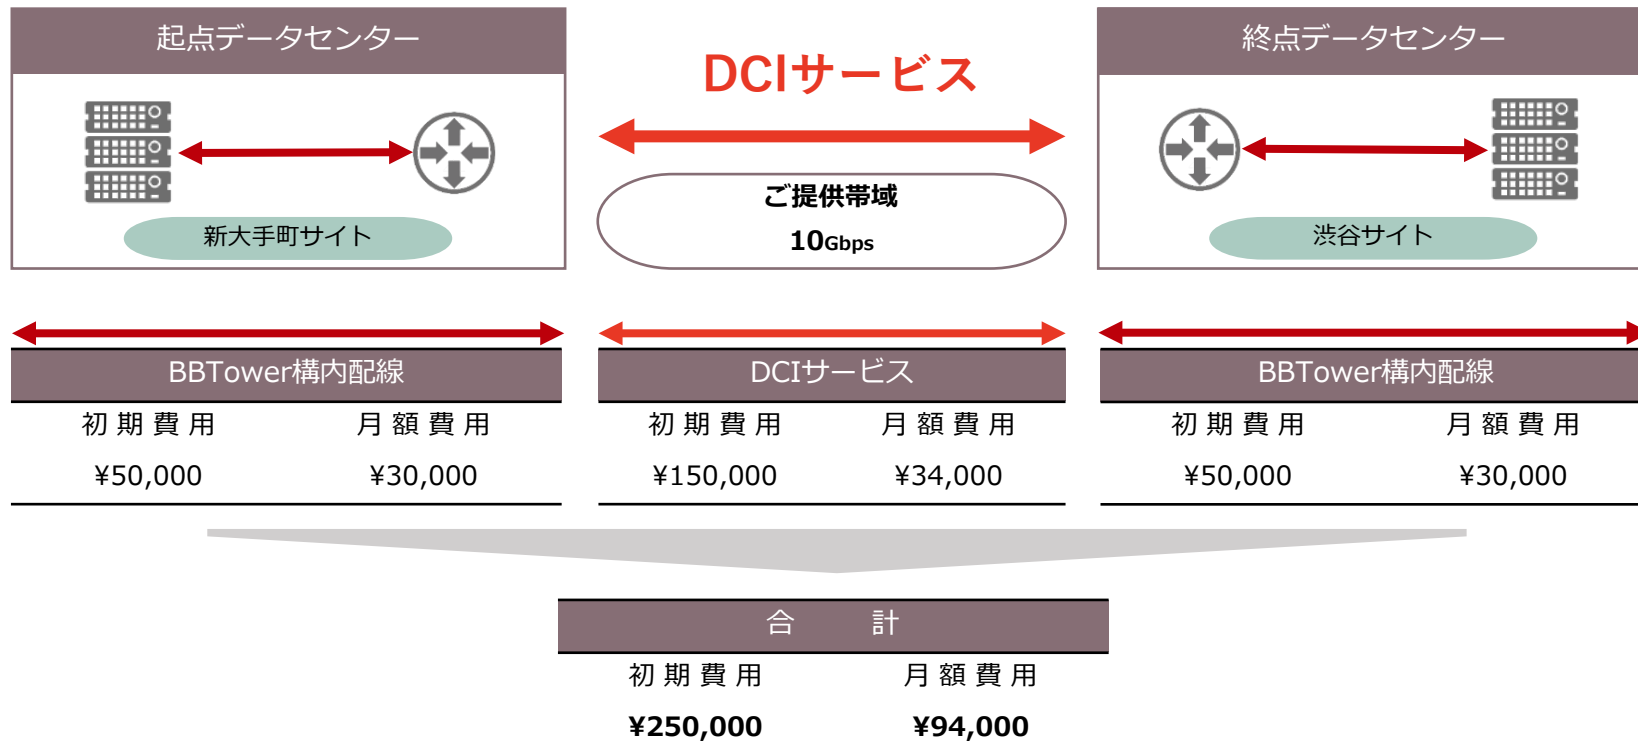 起点データセンター
DCIサービス
終点データセンター
ご提供帯域
10Gbps
新大手町サイト
渋谷サイト
BBTower構内配線
DCIサービス
BBTower構内配線
初期費用 月額費用
初期費用 月額費用
初期費用 月額費用
¥50,000 ¥30,000
¥150,000 ¥34,000
¥50,000 ¥30,000
合計
初期費用 月額費用
¥250,000 ¥94,000